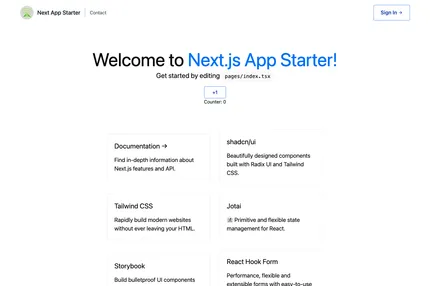 Next App Starter
Contact
Sign In →
Welcome to Next.js App Starter!
Get started by editing pages/index.tsx
+1
Counter: 0
Documentation →
Find in-depth information about
Next.js features and API.
shadcn/ui
Beautifully designed components
built with Radix UI and Tailwind
CSS.
Tailwind CSS
Rapidly build modern websites
without ever leaving your HTML.
Jotai
Primitive and flexible state
management for React.
Storybook
Build bulletproof UI components
React Hook Form
Performance, flexible and
extensible forms with easy-to-use